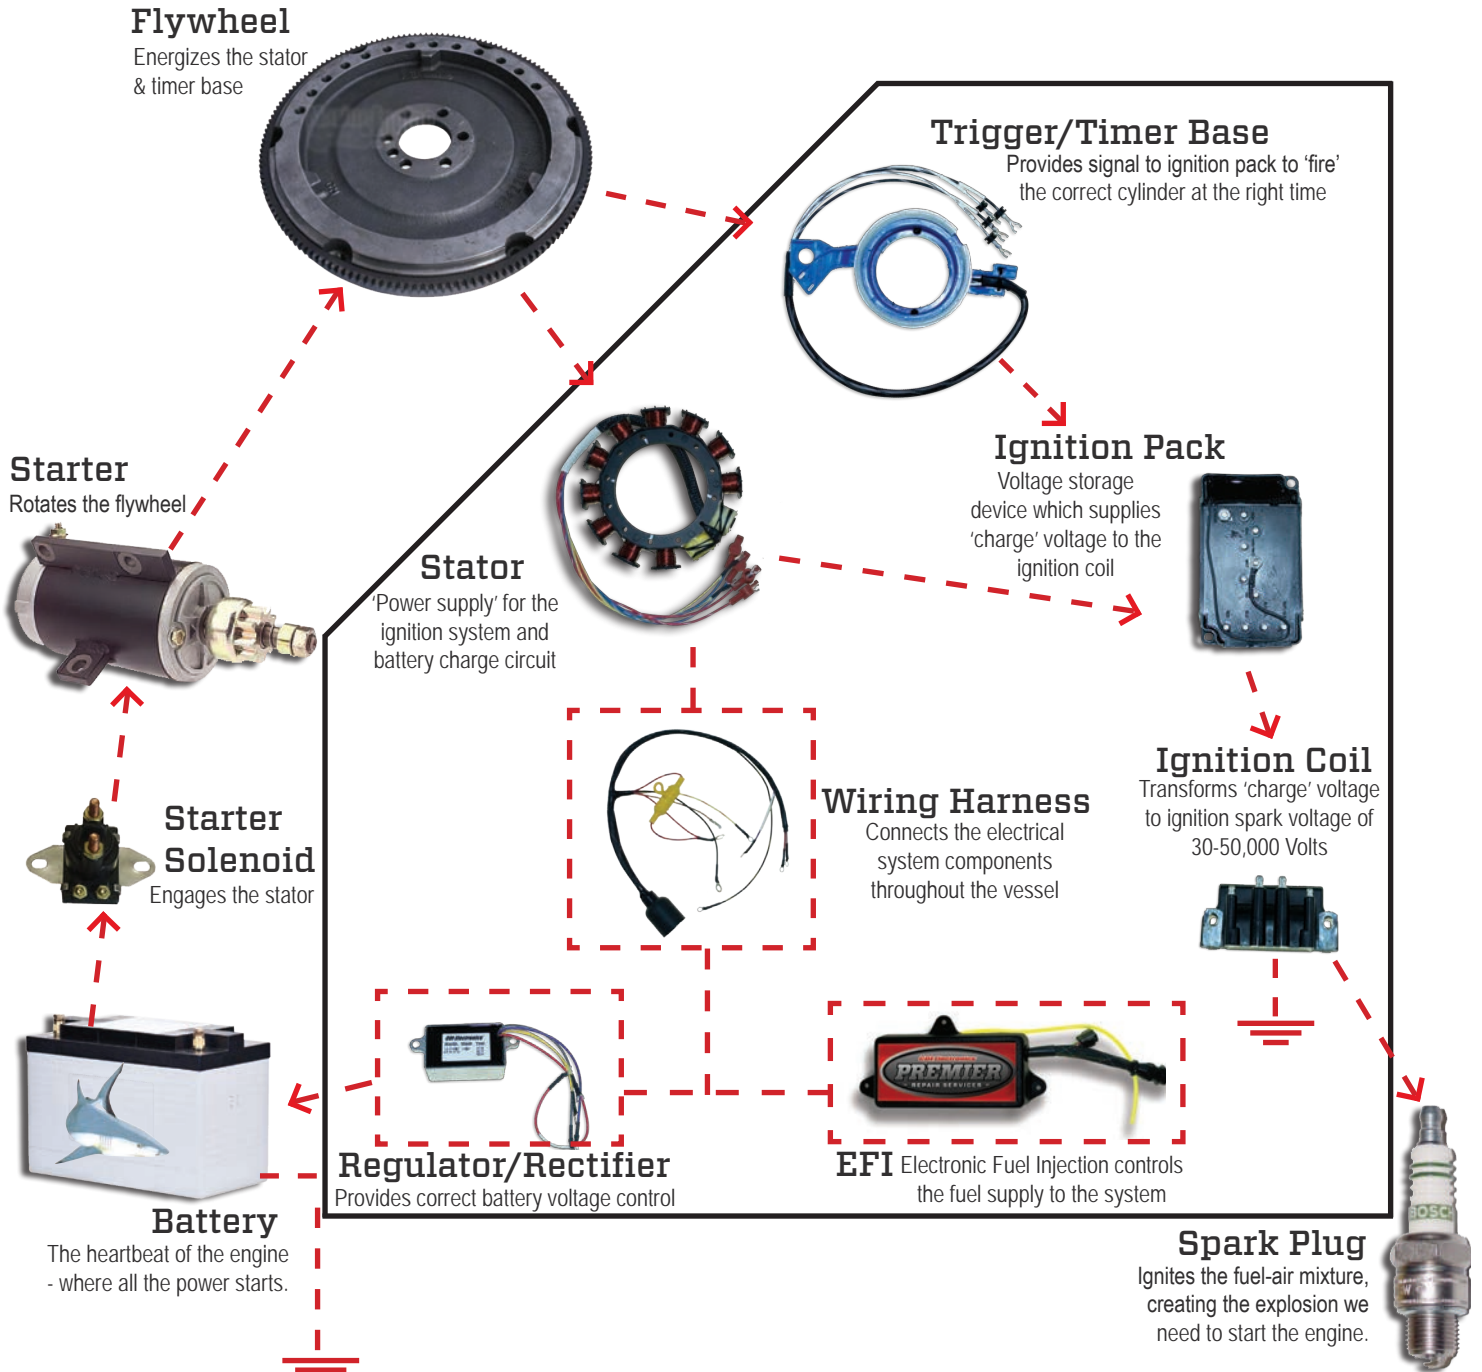 Flywheel
Energizes the stator
& timer base
Trigger/Timer Base
Provides signal to ignition pack to ‘fire’
the correct cylinder at the right time
Starter
Rotates the flywheel
Ignition Pack
Voltage storage
device which supplies
‘charge’ voltage to the
ignition coil
Stator
‘Power supply’ for the
ignition system and
battery charge circuit
Ignition Coil
Transforms ‘charge’ voltage
to ignition spark voltage of
30-50,000 Volts
Wiring Harness
Connects the electrical
system components
throughout the vessel
Starter
Solenoid
Engages the stator
CDI Electronics
PREMIER
REPAIR SERVICES
Regulator/Rectifier
Provides correct battery voltage control
EFI Electronic Fuel Injection controls
the fuel supply to the system
Battery
The heartbeat of the engine
- where all the power starts.
BOSCH
Spark Plug
Ignites the fuel-air mixture,
creating the explosion we
need to start the engine.